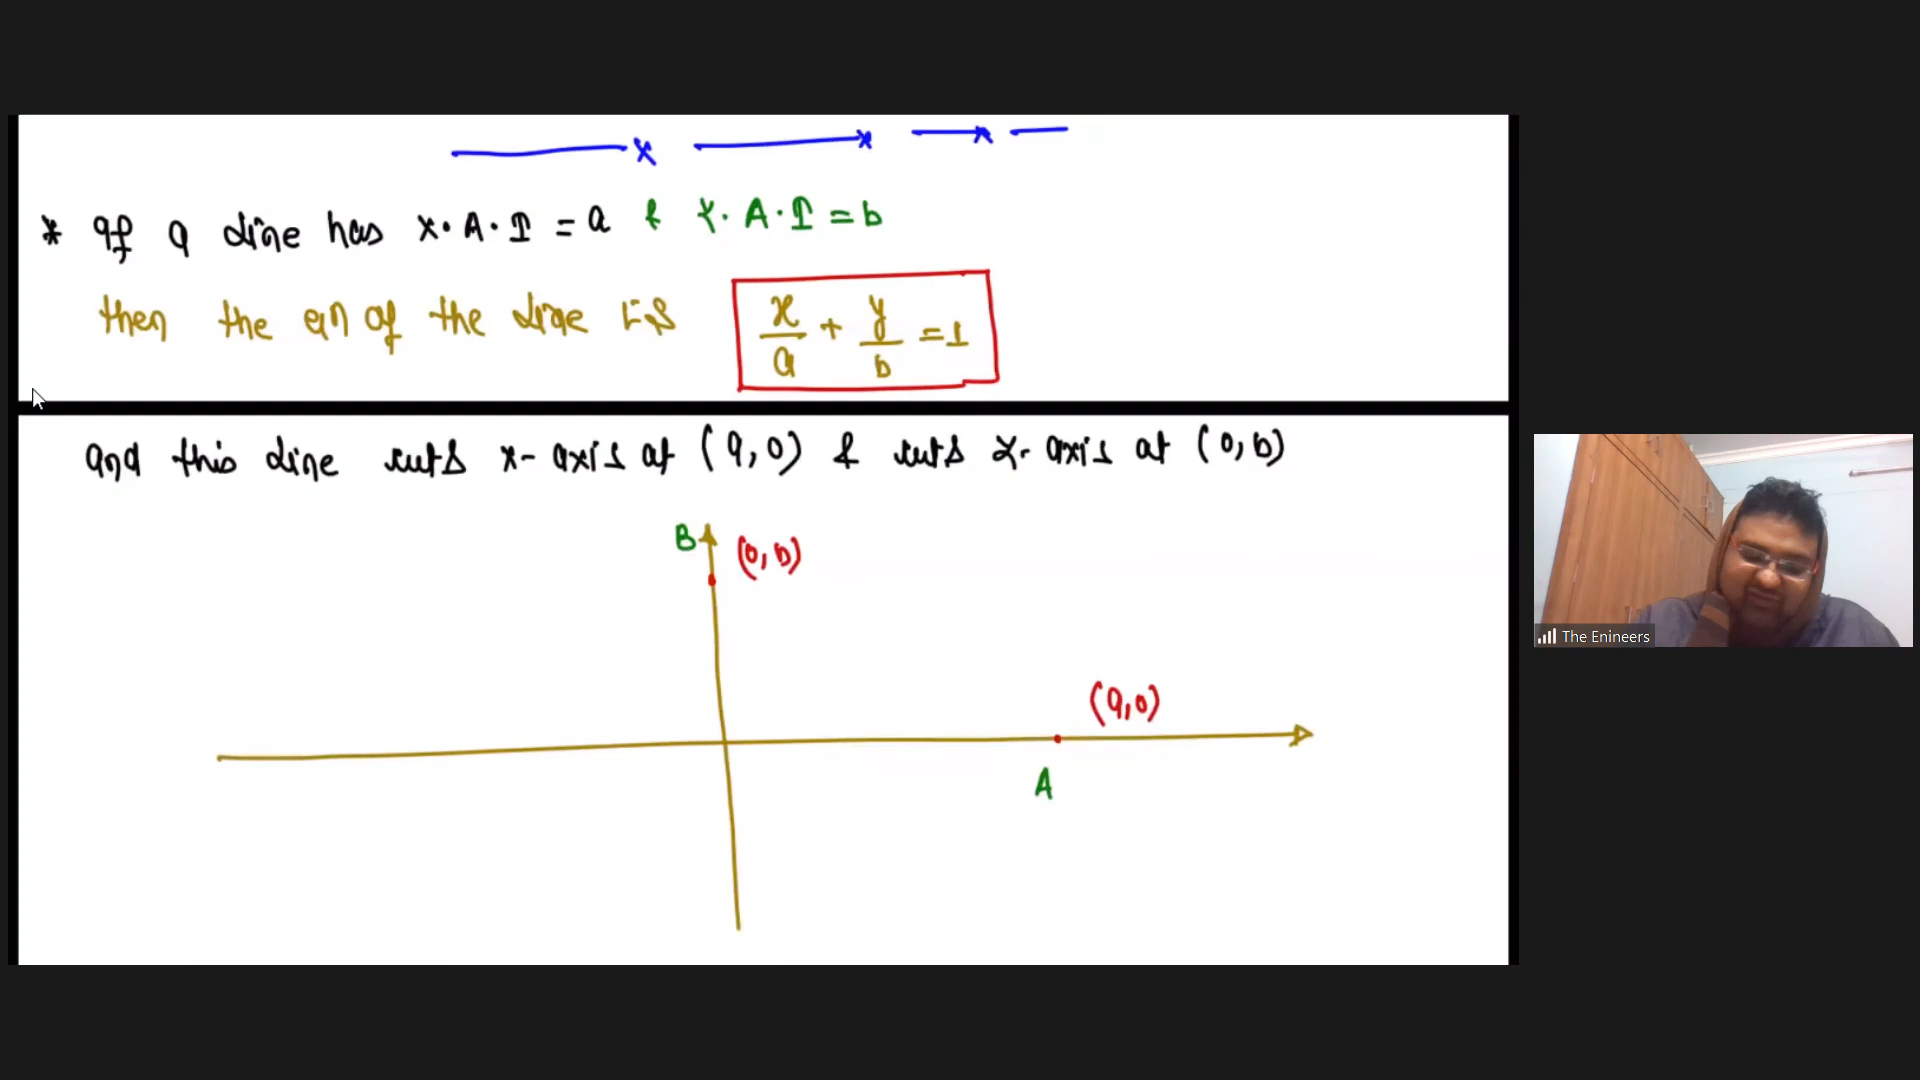 * If a line has X.A.I = a & Y.A.I = b
then the eqn of the line is x/a + y/b = 1
and this line cuts x-axis at (a,0) & cuts Y-axis at (0,b)
B (0,b)
(a,0)
A
The Enineers